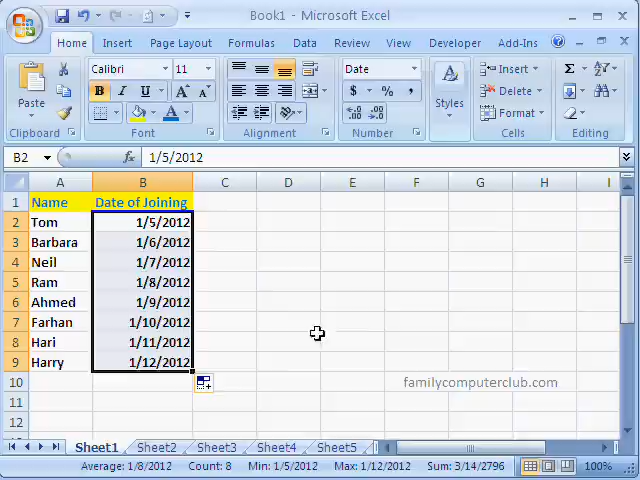 Book1 - Microsoft Excel
Home Insert Page Layout Formulas Data Review View Developer Add-Ins
Calibri 11 Date Insert Σ
Paste B I U A A $ % , Styles Delete
A Format
Clipboard Font Alignment Number Cells Editing
B2 fx 1/5/2012
A B C D E F G H I
1 Name Date of Joining
2 Tom 1/5/2012
3 Barbara 1/6/2012
4 Neil 1/7/2012
5 Ram 1/8/2012
6 Ahmed 1/9/2012
7 Farhan 1/10/2012
8 Hari 1/11/2012
9 Harry 1/12/2012
10 familycomputerclub.com
11
12
Sheet1 Sheet2 Sheet3 Sheet4 Sheet5
Average: 1/8/2012 Count: 8 Min: 1/5/2012 Max: 1/12/2012 Sum: 3/14/2796 100%